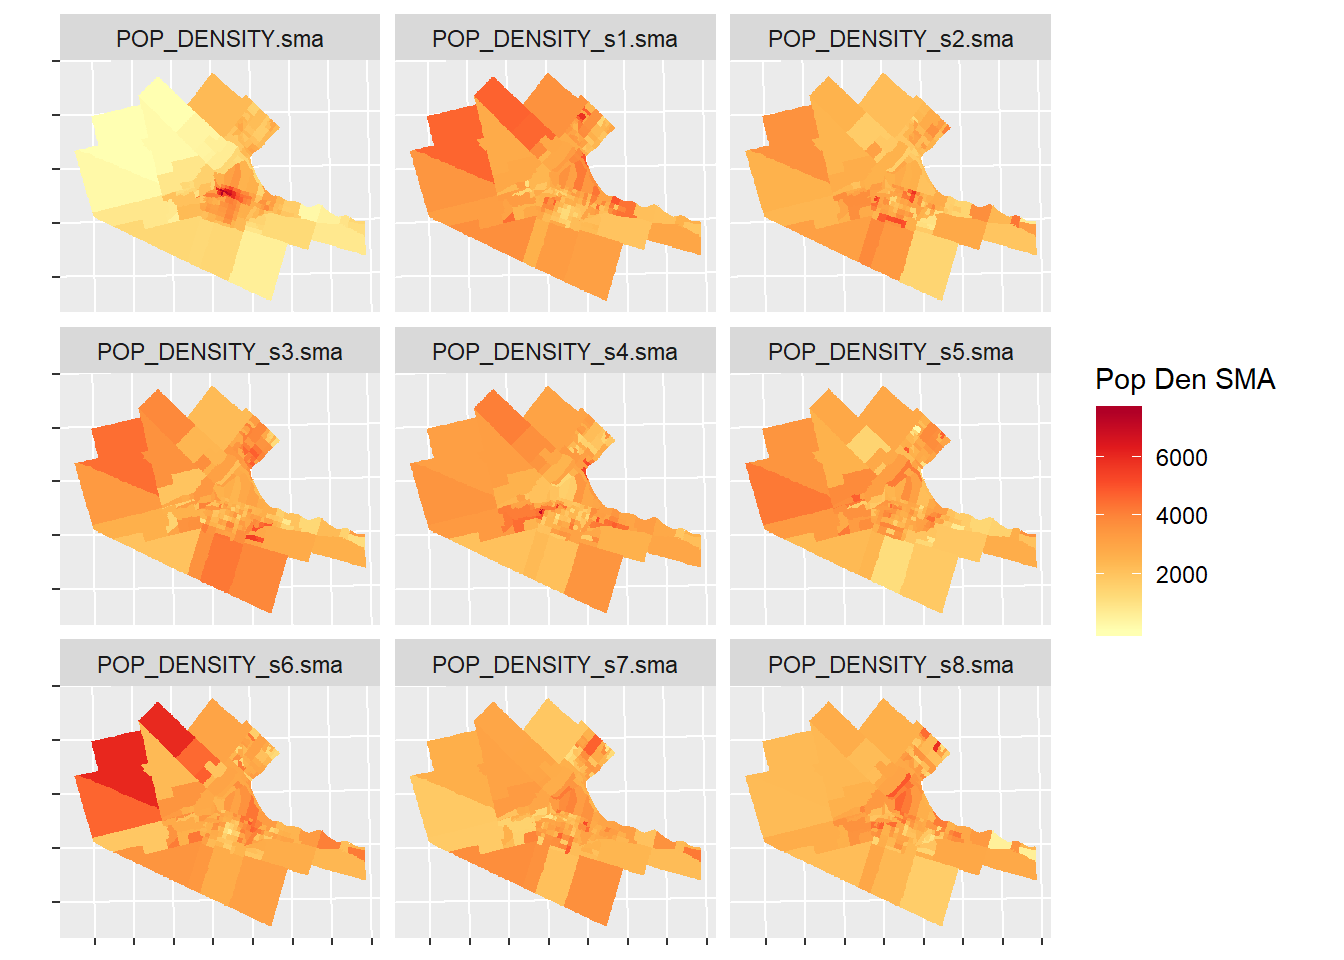 POP_DENSITY.sma
POP_DENSITY_s1.sma
POP_DENSITY_s2.sma
POP_DENSITY_s3.sma
POP_DENSITY_s4.sma
POP_DENSITY_s5.sma
POP_DENSITY_s6.sma
POP_DENSITY_s7.sma
POP_DENSITY_s8.sma
Pop Den SMA
6000
4000
2000